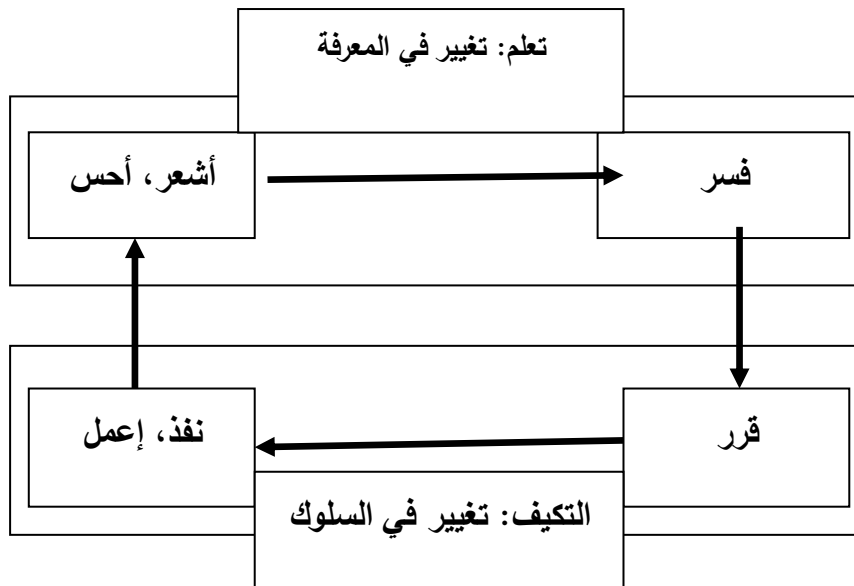 تعلم: تغيير في المعرفة
أشعر، أحس
فسر
نفذ، إعمل
قرر
التكيف: تغيير في السلوك